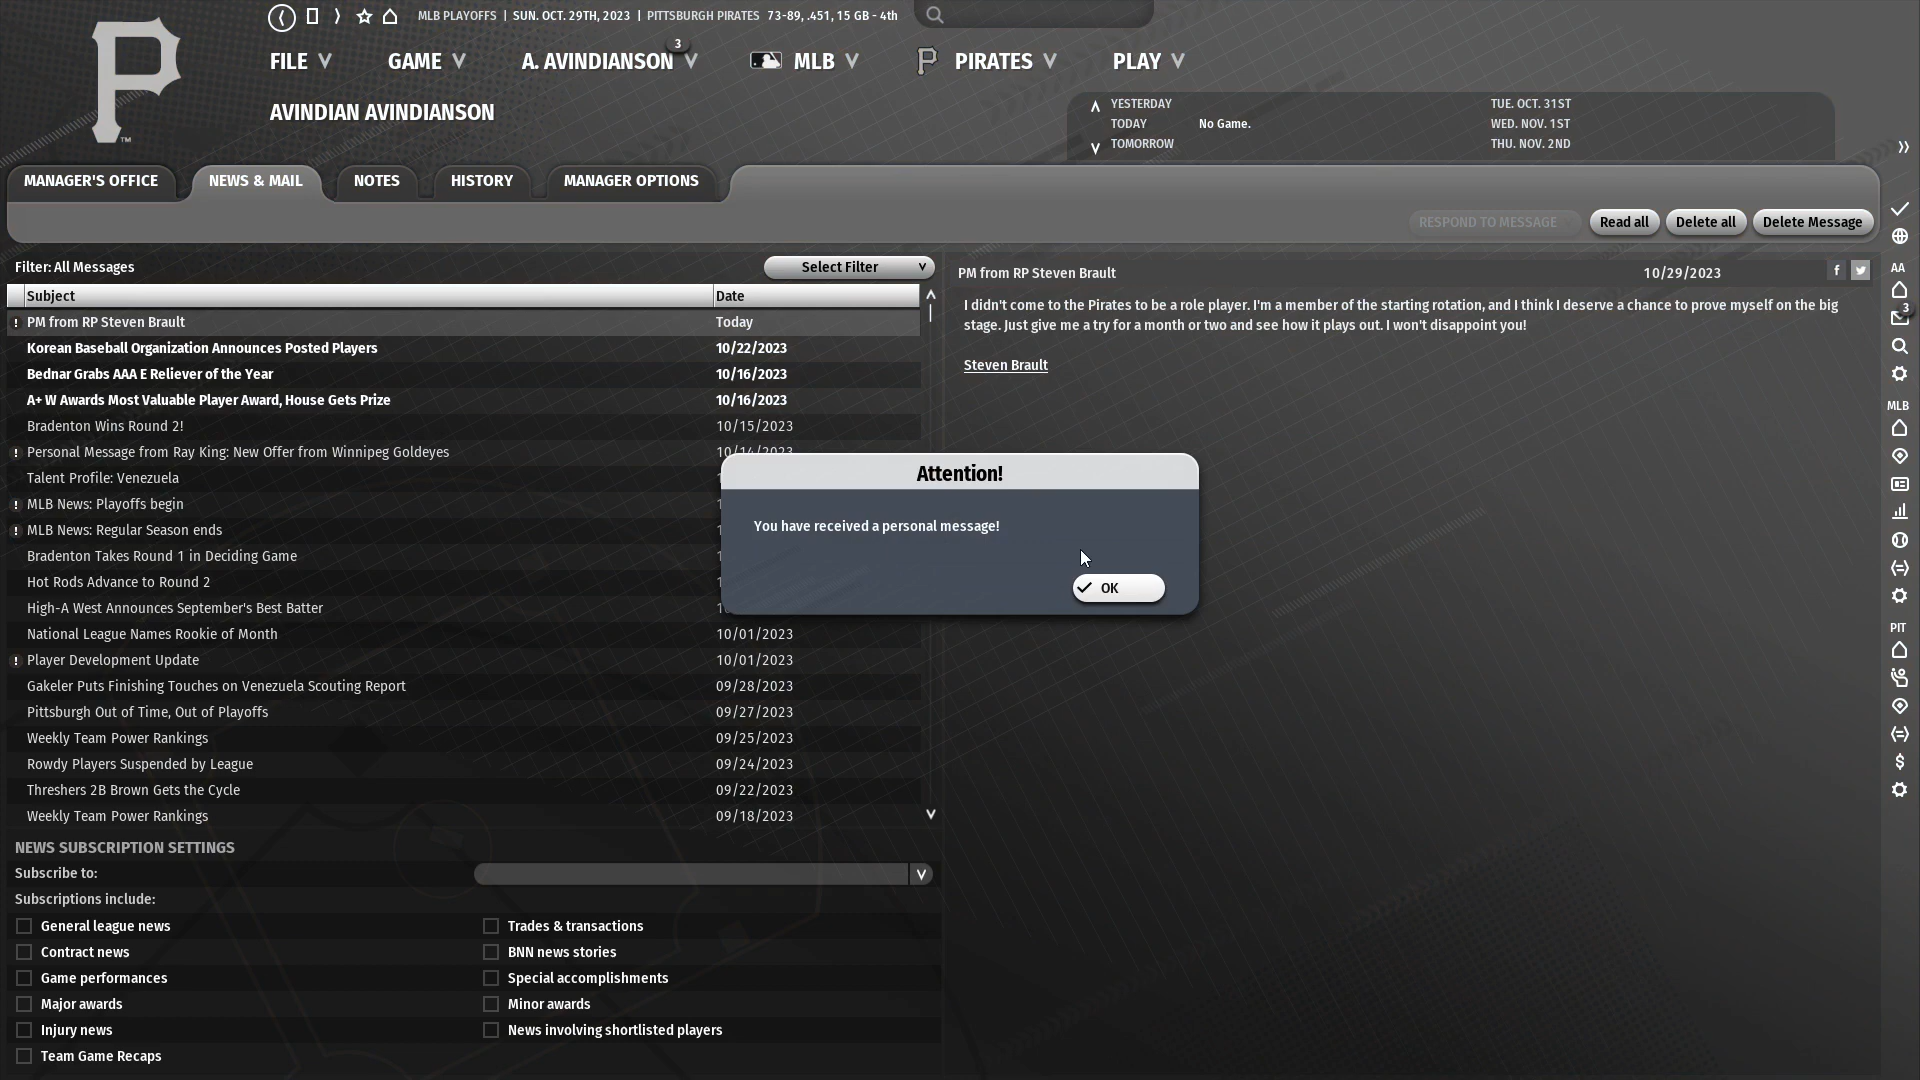 MLB PLAYOFFS | SUN. OCT. 29TH, 2023 | PITTSBURGH PIRATES 73-89, .451, 15 GB - 4th
FILE GAME A. AVINDIANSON 3 MLB PIRATES PLAY
P
TM
AVINDIAN AVINDIANSON
YESTERDAY TUE. OCT. 31ST
TODAY No Game. WED. NOV. 1ST
TOMORROW THU. NOV. 2ND
MANAGER'S OFFICE NEWS & MAIL NOTES HISTORY MANAGER OPTIONS
RESPOND TO MESSAGE Read all Delete all Delete Message
Filter: All Messages Select Filter
Subject Date
PM from RP Steven Brault Today
Korean Baseball Organization Announces Posted Players 10/22/2023
Bednar Grabs AAA E Reliever of the Year 10/16/2023
A+ W Awards Most Valuable Player Award, House Gets Prize 10/16/2023
Bradenton Wins Round 2! 10/15/2023
Personal Message from Ray King: New Offer from Winnipeg Goldeyes 10/14/2023
Talent Profile: Venezuela
MLB News: Playoffs begin
MLB News: Regular Season ends
Bradenton Takes Round 1 in Deciding Game
Hot Rods Advance to Round 2
High-A West Announces September's Best Batter
National League Names Rookie of Month 10/01/2023
Player Development Update 10/01/2023
Gakeler Puts Finishing Touches on Venezuela Scouting Report 09/28/2023
Pittsburgh Out of Time, Out of Playoffs 09/27/2023
Weekly Team Power Rankings 09/25/2023
Rowdy Players Suspended by League 09/24/2023
Threshers 2B Brown Gets the Cycle 09/22/2023
Weekly Team Power Rankings 09/18/2023
PM from RP Steven Brault 10/29/2023
I didn't come to the Pirates to be a role player. I'm a member of the starting rotation, and I think I deserve a chance to prove myself on the big
stage. Just give me a try for a month or two and see how it plays out. I won't disappoint you!
Steven Brault
Attention!
You have received a personal message!
OK
NEWS SUBSCRIPTION SETTINGS
Subscribe to:
Subscriptions include:
General league news Trades & transactions
Contract news BNN news stories
Game performances Special accomplishments
Major awards Minor awards
Injury news News involving shortlisted players
Team Game Recaps
AA
3
MLB
PIT